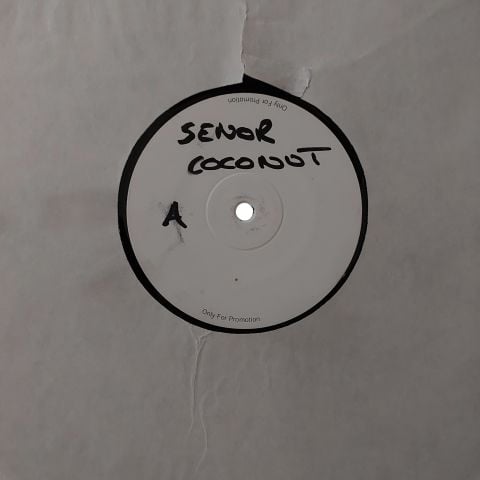 Only For Promotion
SENOR
COCONUT
A
Only For Promotion